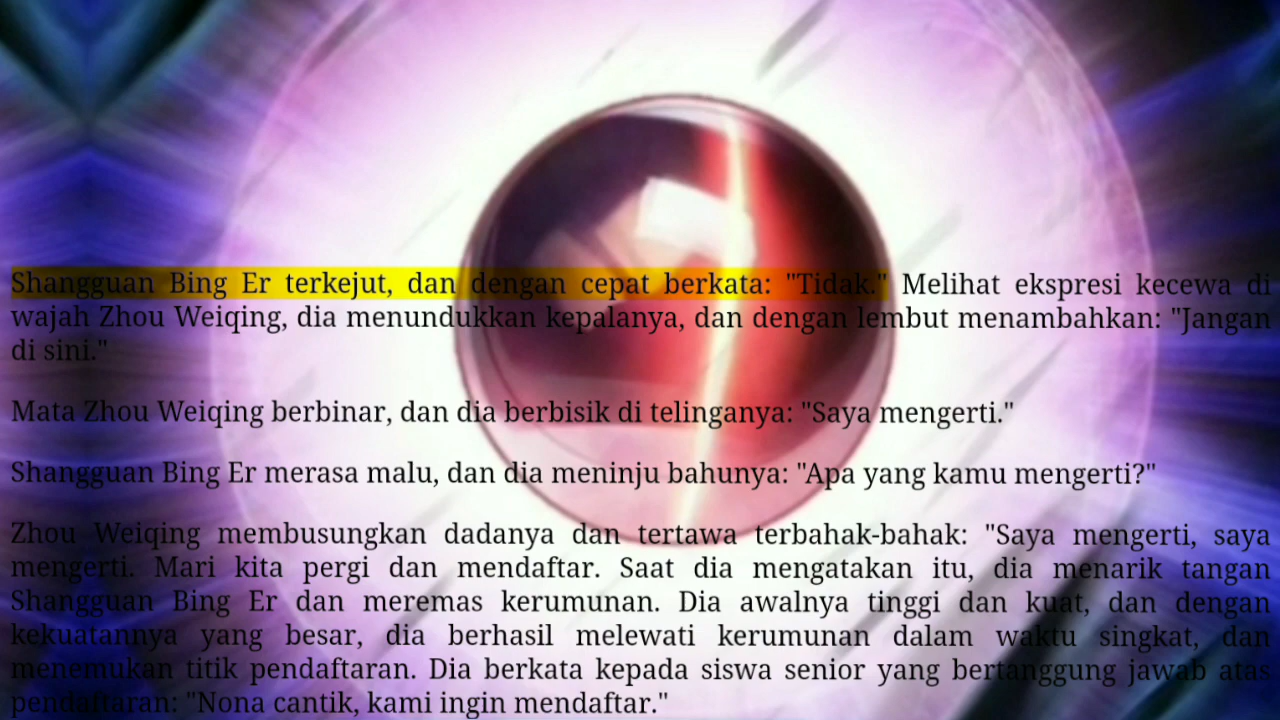 Shangguan Bing Er terkejut, dan dengan cepat berkata: "Tidak." Melihat ekspresi kecewa di
wajah Zhou Weiqing, dia menundukkan kepalanya, dan dengan lembut menambahkan: "Jangan
di sini."
Mata Zhou Weiqing berbinar, dan dia berbisik di telinganya: "Saya mengerti."
Shangguan Bing Er merasa malu, dan dia meninju bahunya: "Apa yang kamu mengerti?"
Zhou Weiqing membusungkan dadanya dan tertawa terbahak-bahak: "Saya mengerti, saya
mengerti. Mari kita pergi dan mendaftar. Saat dia mengatakan itu, dia menarik tangan
Shangguan Bing Er dan meremas kerumunan. Dia awalnya tinggi dan kuat, dan dengan
kekuatannya yang besar, dia berhasil melewati kerumunan dalam waktu singkat, dan
menemukan titik pendaftaran. Dia berkata kepada siswa senior yang bertanggung jawab atas
pendaftaran: "Nona cantik, kami ingin mendaftar."